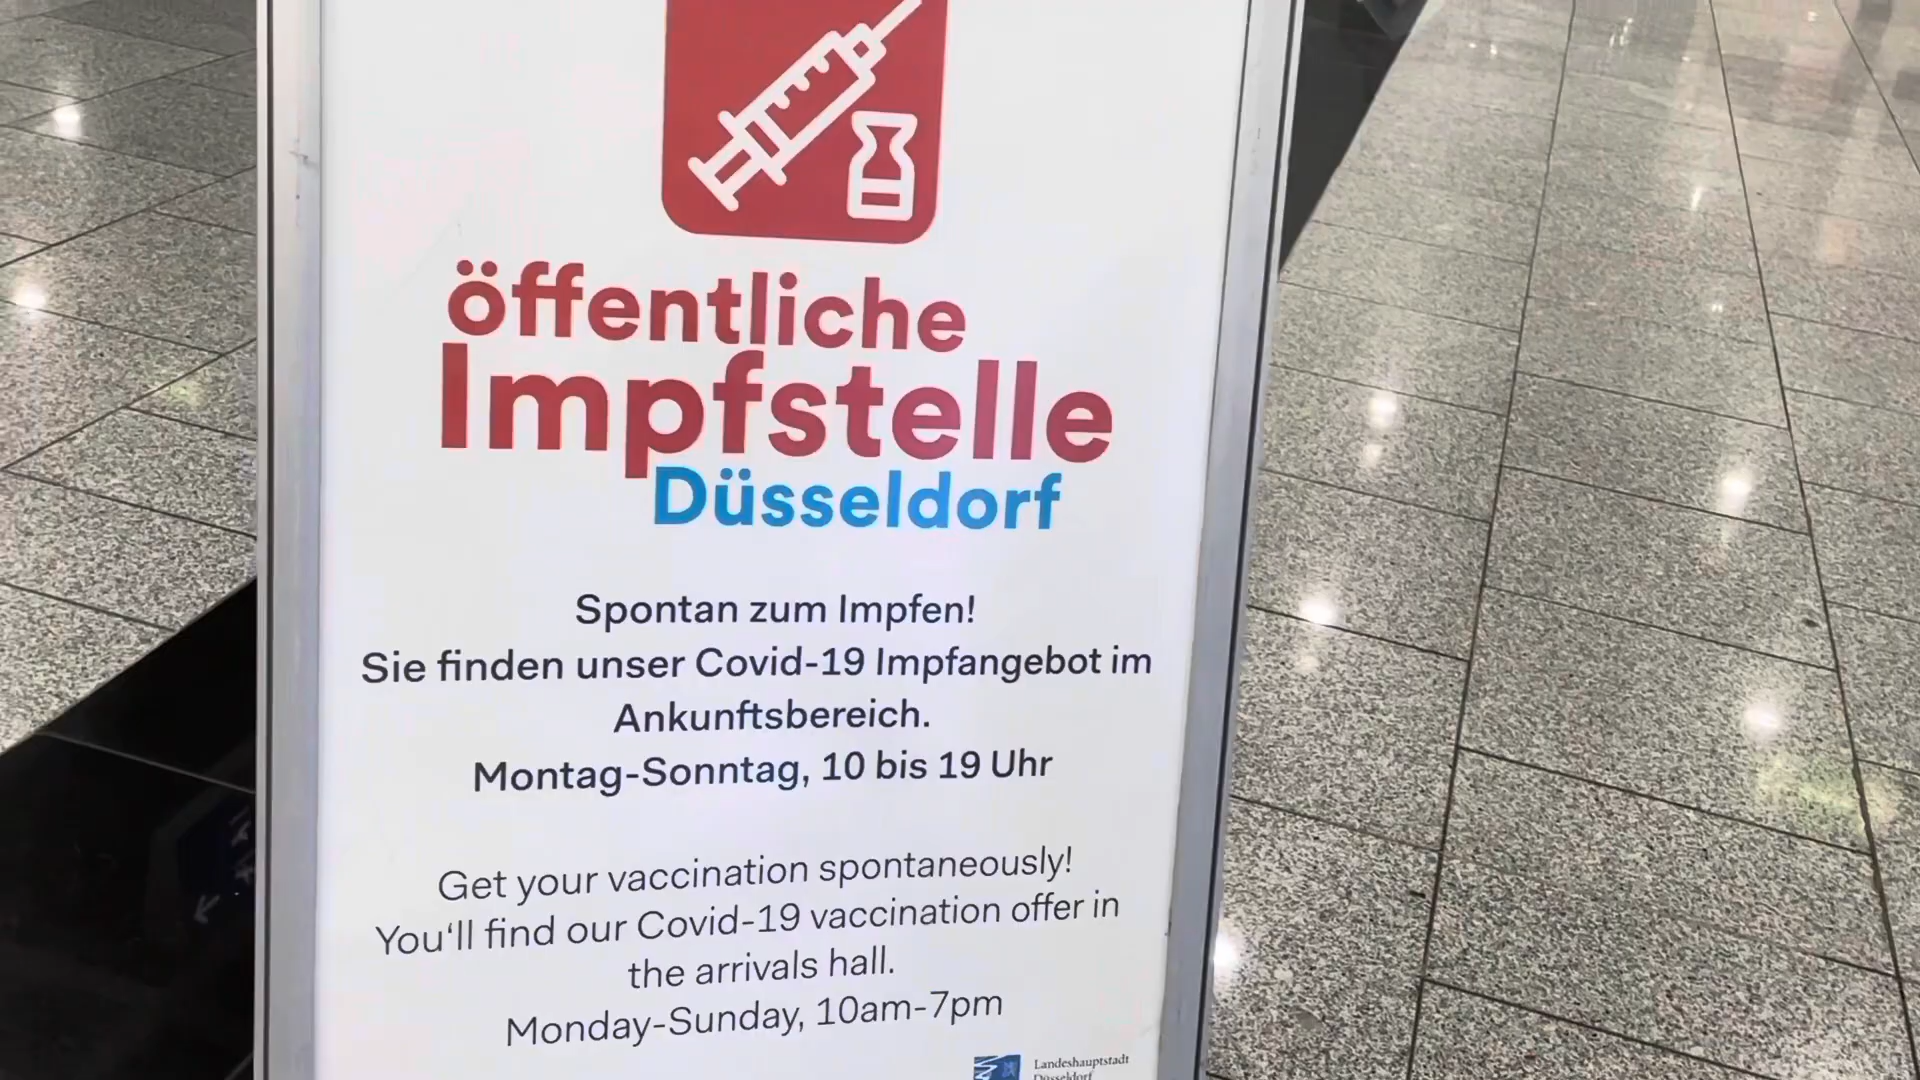 öffentliche
Impfstelle
Düsseldorf
Spontan zum Impfen!
Sie finden unser Covid-19 Impfangebot im
Ankunftsbereich.
Montag-Sonntag, 10 bis 19 Uhr
Get your vaccination spontaneously!
You'll find our Covid-19 vaccination offer in
the arrivals hall.
Monday-Sunday, 10am-7pm
Landeshauptstadt
Düsseldorf